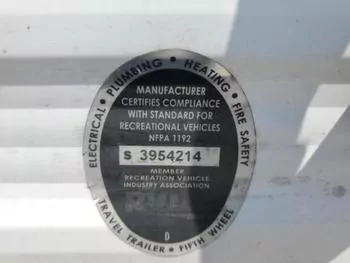 ELECTRICAL • PLUMBING • HEATING • FIRE SAFETY
MANUFACTURER
CERTIFIES COMPLIANCE
WITH STANDARD FOR
RECREATIONAL VEHICLES
NFPA 1192
S 3954214
MEMBER
RECREATION VEHICLE
INDUSTRY ASSOCIATION
TRAVEL TRAILER • FIFTH WHEEL